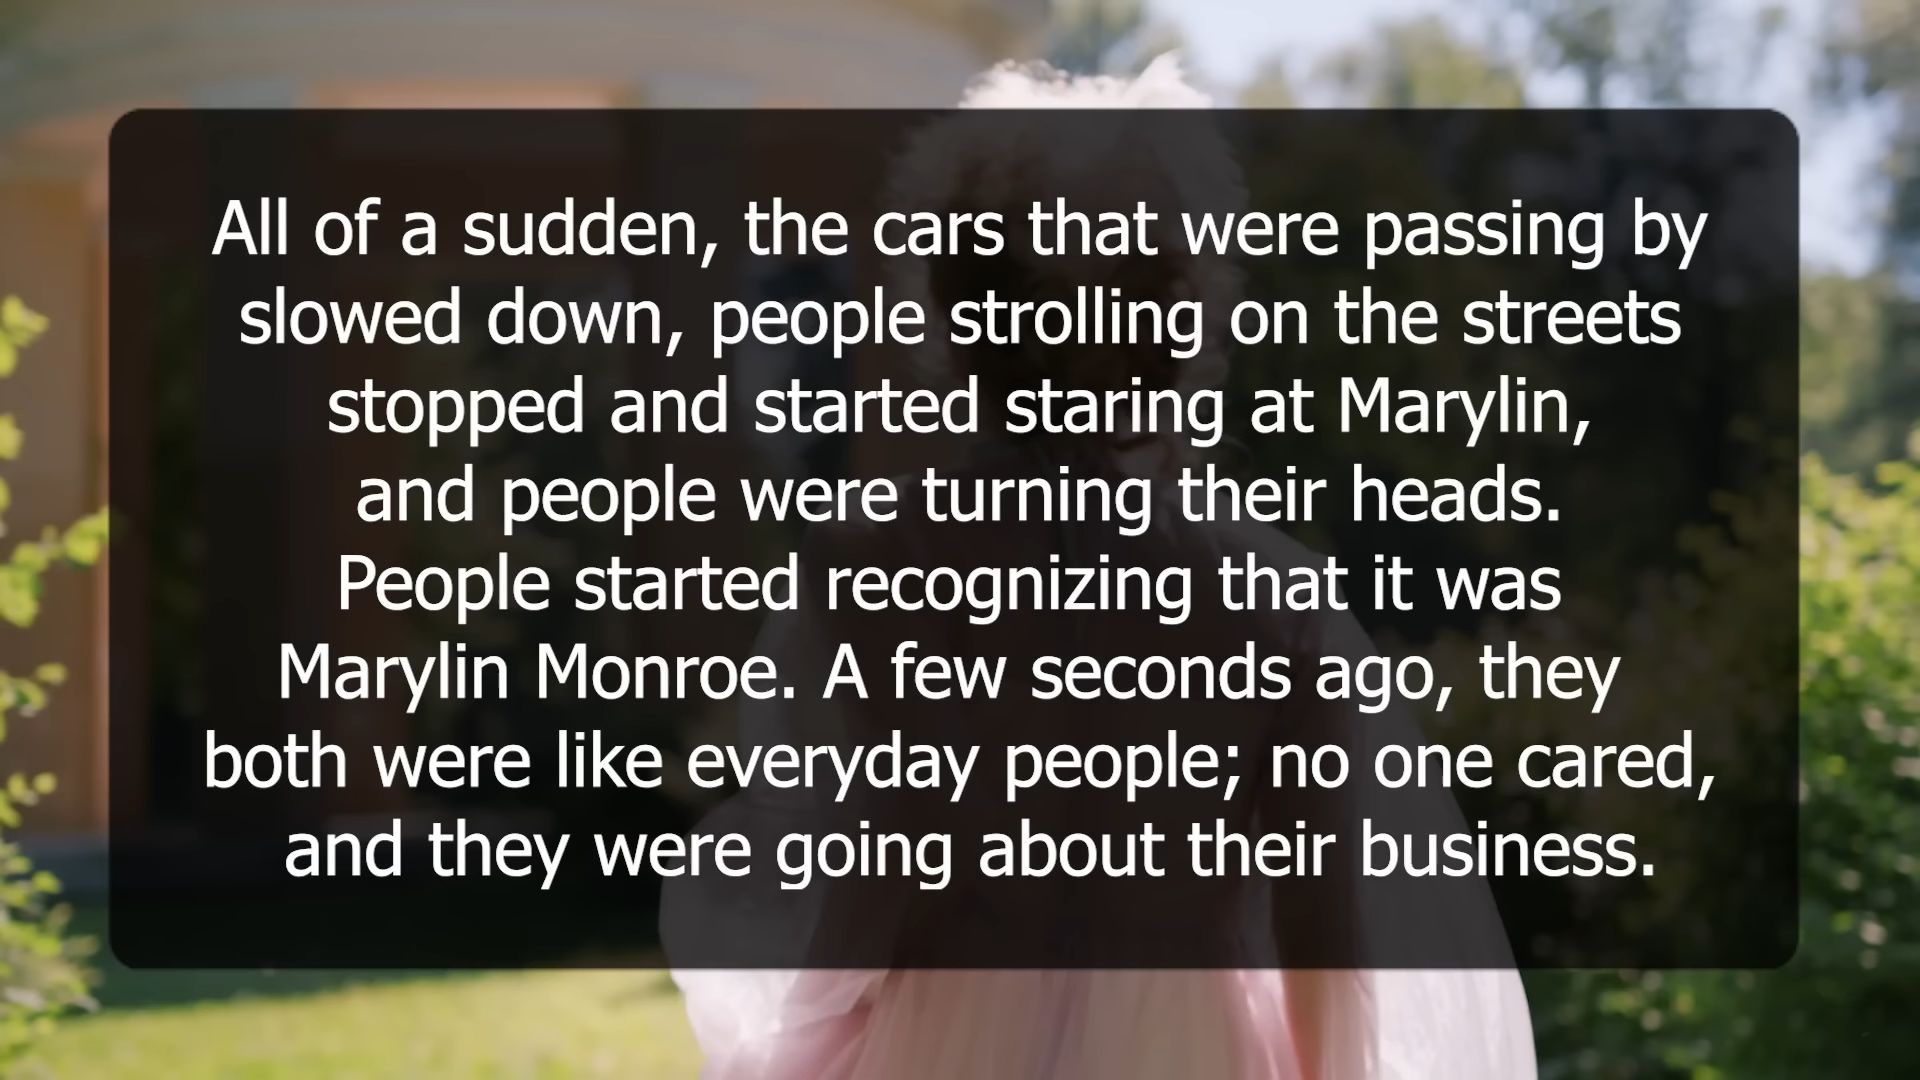 All of a sudden, the cars that were passing by
slowed down, people strolling on the streets
stopped and started staring at Marylin,
and people were turning their heads.
People started recognizing that it was
Marylin Monroe. A few seconds ago, they
both were like everyday people; no one cared,
and they were going about their business.